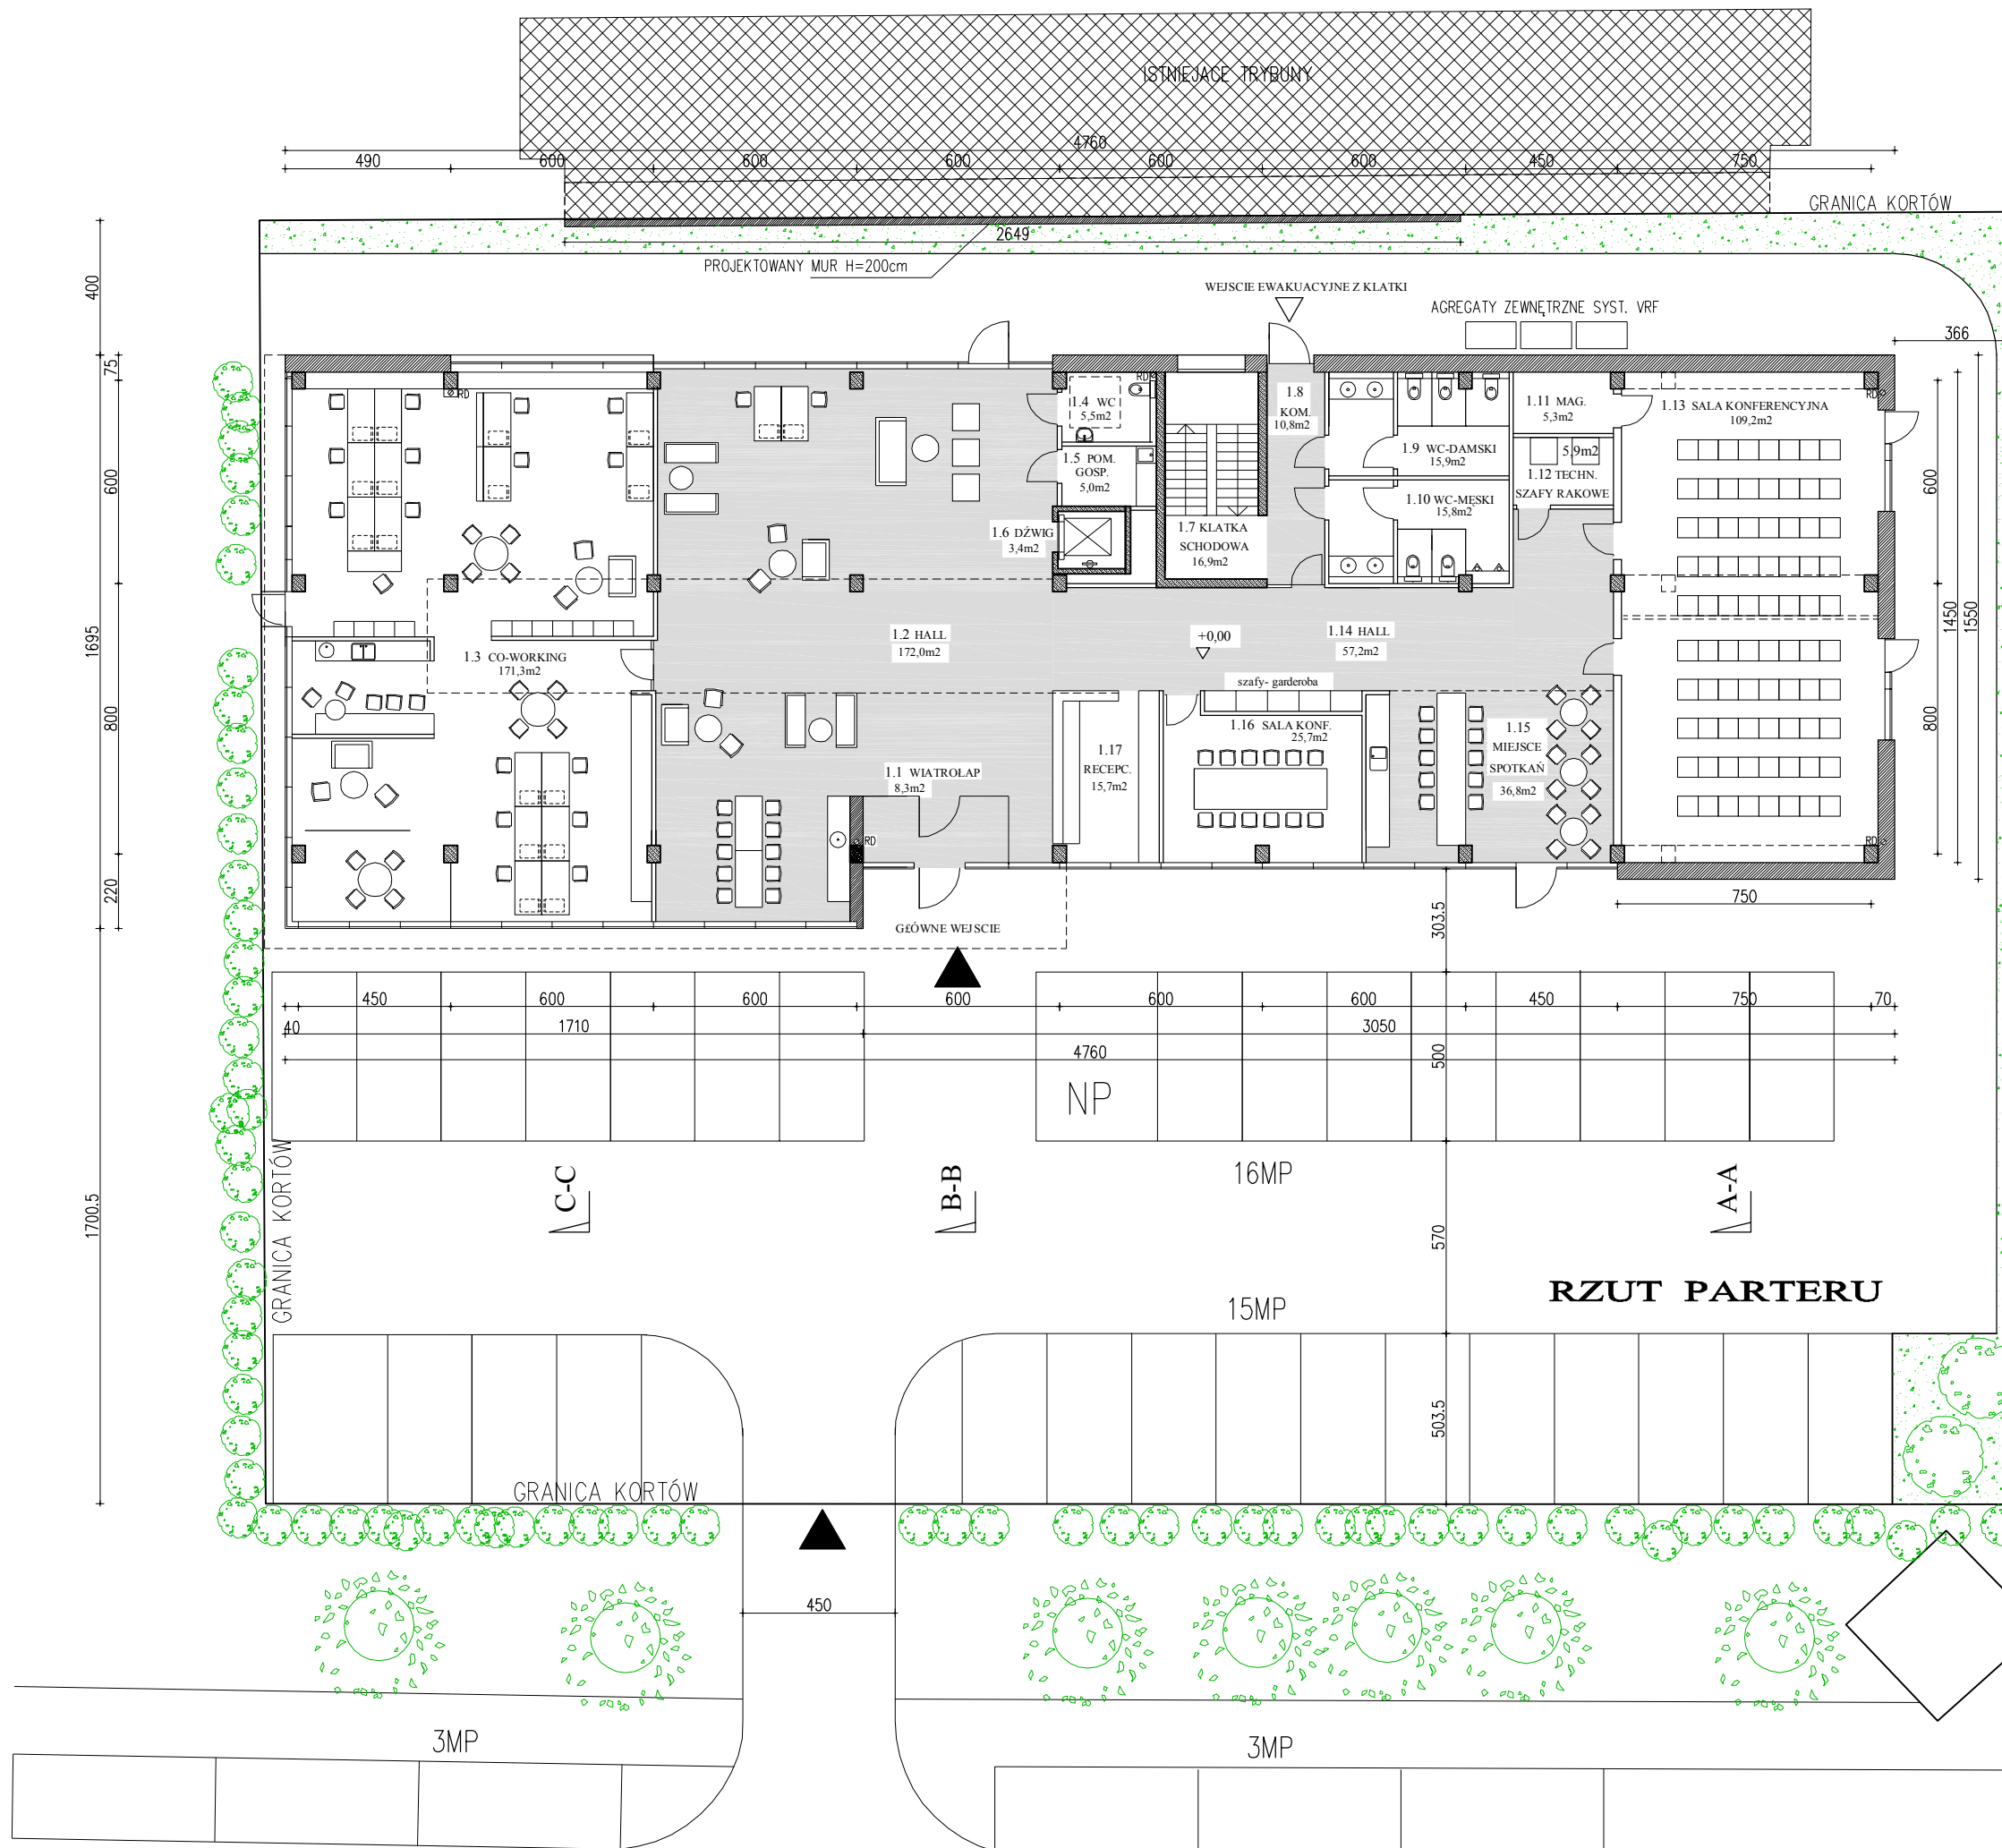 ISTNIEJACE TRYBUNY
4760
490 600 600 600 600 600 450 750
GRANICA KORTÓW
2649
PROJEKTOWANY MUR H=200cm
WEJSCIE EWAKUACYJNE Z KLATKI
AGREGATY ZEWNĘTRZNE SYST. VRF
366
400
75
600
1695
800
220
1700.5
RD
1.4 WC
5,5m2
RD
1.5 POM.
GOSP.
5,0m2
1.6 DŹWIG
3,4m2
1.7 KLATKA
SCHODOWA
16,9m2
1.8
KOM.
10,8m2
1.9 WC-DAMSKI
15,9m2
1.10 WC-MĘSKI
15,8m2
1.11 MAG.
5,3m2
5,9m2
1.12 TECHN.
SZAFY RAKOWE
1.13 SALA KONFERENCYJNA
109,2m2
RD
600
1450
1550
800
1.2 HALL
172,0m2
+0,00
1.14 HALL
57,2m2
1.3 CO-WORKING
171,3m2
szafy- garderoba
1.16 SALA KONF.
25,7m2
1.17
RECEPC.
15,7m2
1.15
MIEJSCE
SPOTKAŃ
36,8m2
1.1 WIATROLAP
8,3m2
RD
RD
750
303.5
G£ÓWNE WEJSCIE
450 600 600 600 600 600 450 750 70
40 1710 3050
4760
500
NP
16MP
GRANICA KORTÓW
C-C
B-B
A-A
570
RZUT PARTERU
15MP
503.5
GRANICA KORTÓW
450
3MP
3MP